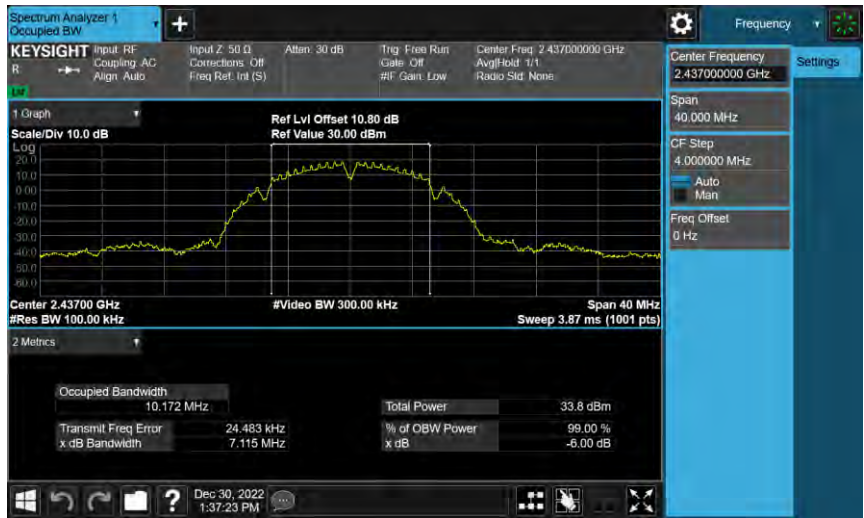 Spectrum Analyzer 1
Occupied BW
+
Frequency
KEYSIGHT Input: RF Input Z: 50 Ω Atten: 30 dB Trig: Free Run Center Freq: 2.437000000 GHz
R Coupling: AC Corrections: Off Gate: Off Avg|Hold: 1/1
Align: Auto Freq Ref: Int (S) #IF Gain: Low Radio Std: None
Center Frequency
2.437000000 GHz
Settings
Span
40.000 MHz
CF Step
4.000000 MHz
Auto
Man
Freq Offset
0 Hz
1 Graph
Ref Lvl Offset 10.80 dB
Scale/Div 10.0 dB Ref Value 30.00 dBm
Log
20.0
10.0
0.00
-10.0
-20.0
-30.0
-40.0
-50.0
-60.0
Center 2.43700 GHz #Video BW 300.00 kHz Span 40 MHz
#Res BW 100.00 kHz Sweep 3.87 ms (1001 pts)
2 Metrics
Occupied Bandwidth
10.172 MHz Total Power 33.8 dBm
Transmit Freq Error 24.483 kHz % of OBW Power 99.00 %
x dB Bandwidth 7.115 MHz x dB -6.00 dB
? Dec 30, 2022
1:37:23 PM